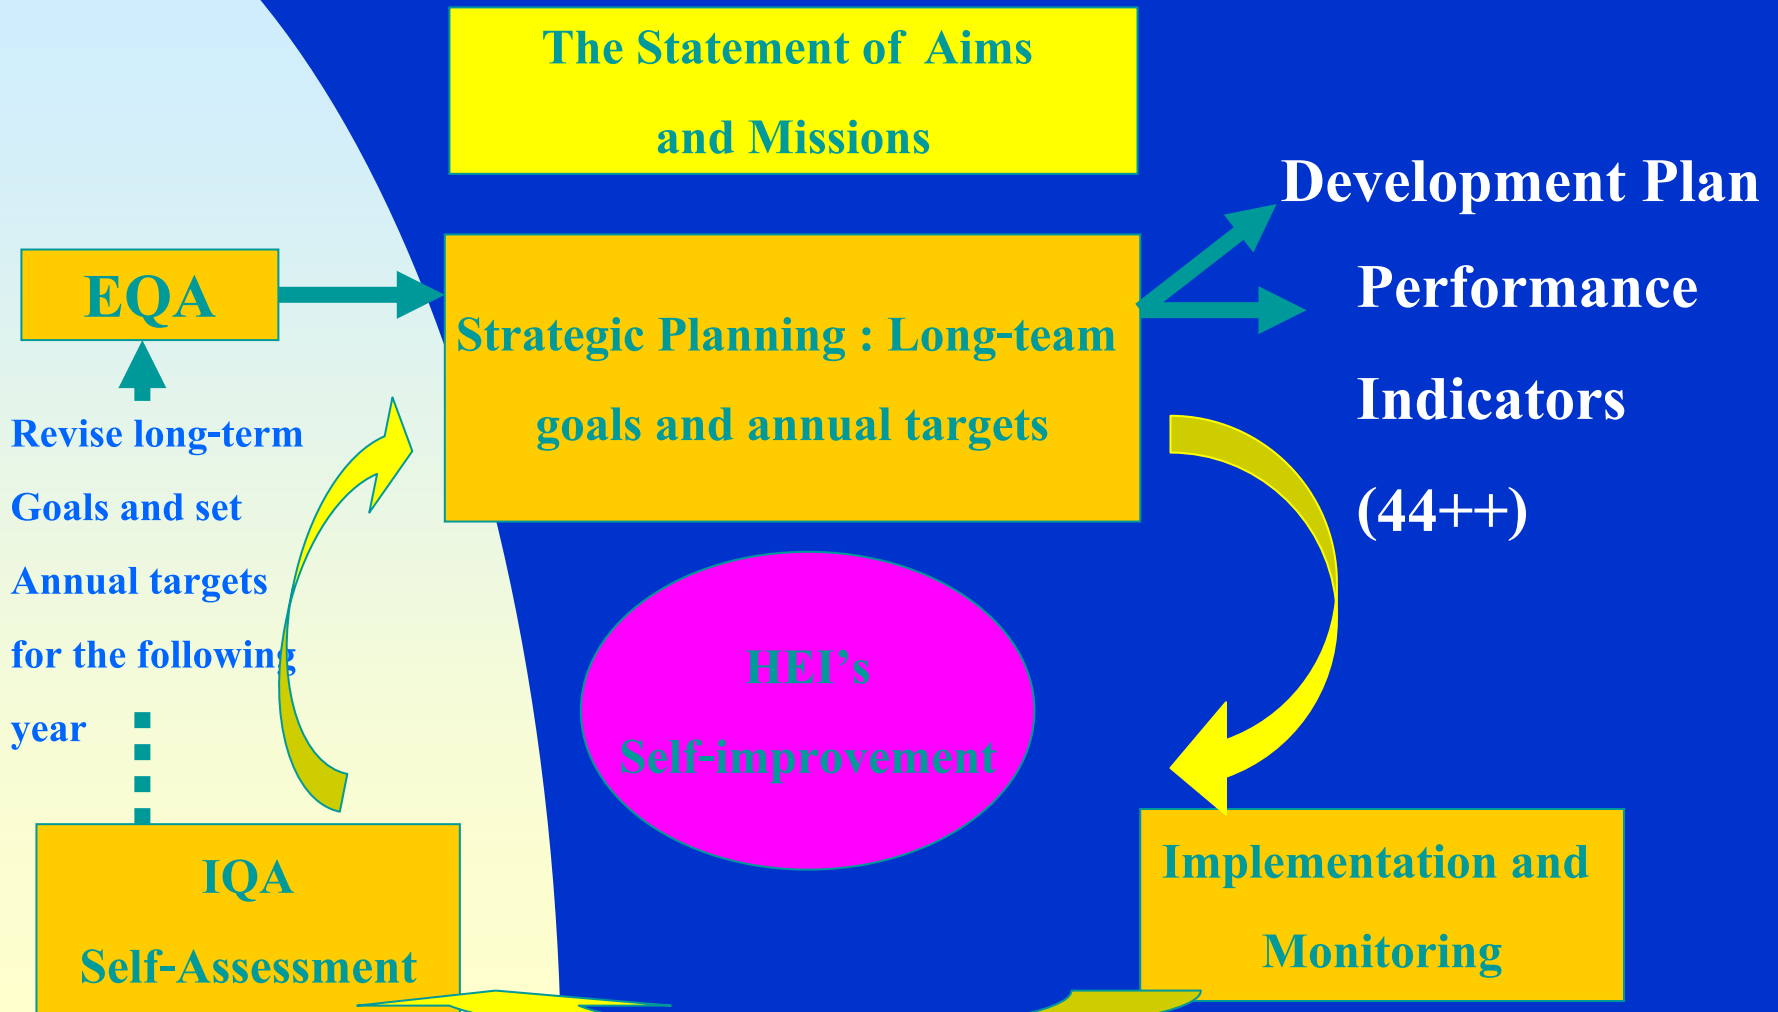 The Statement of Aims
and Missions
Development Plan
Performance
Indicators
(44++)
EQA
Strategic Planning : Long-team
goals and annual targets
Revise long-term
Goals and set
Annual targets
for the following
year
HEI’s
Self-improvement
Implementation and
Monitoring
IQA
Self-Assessment